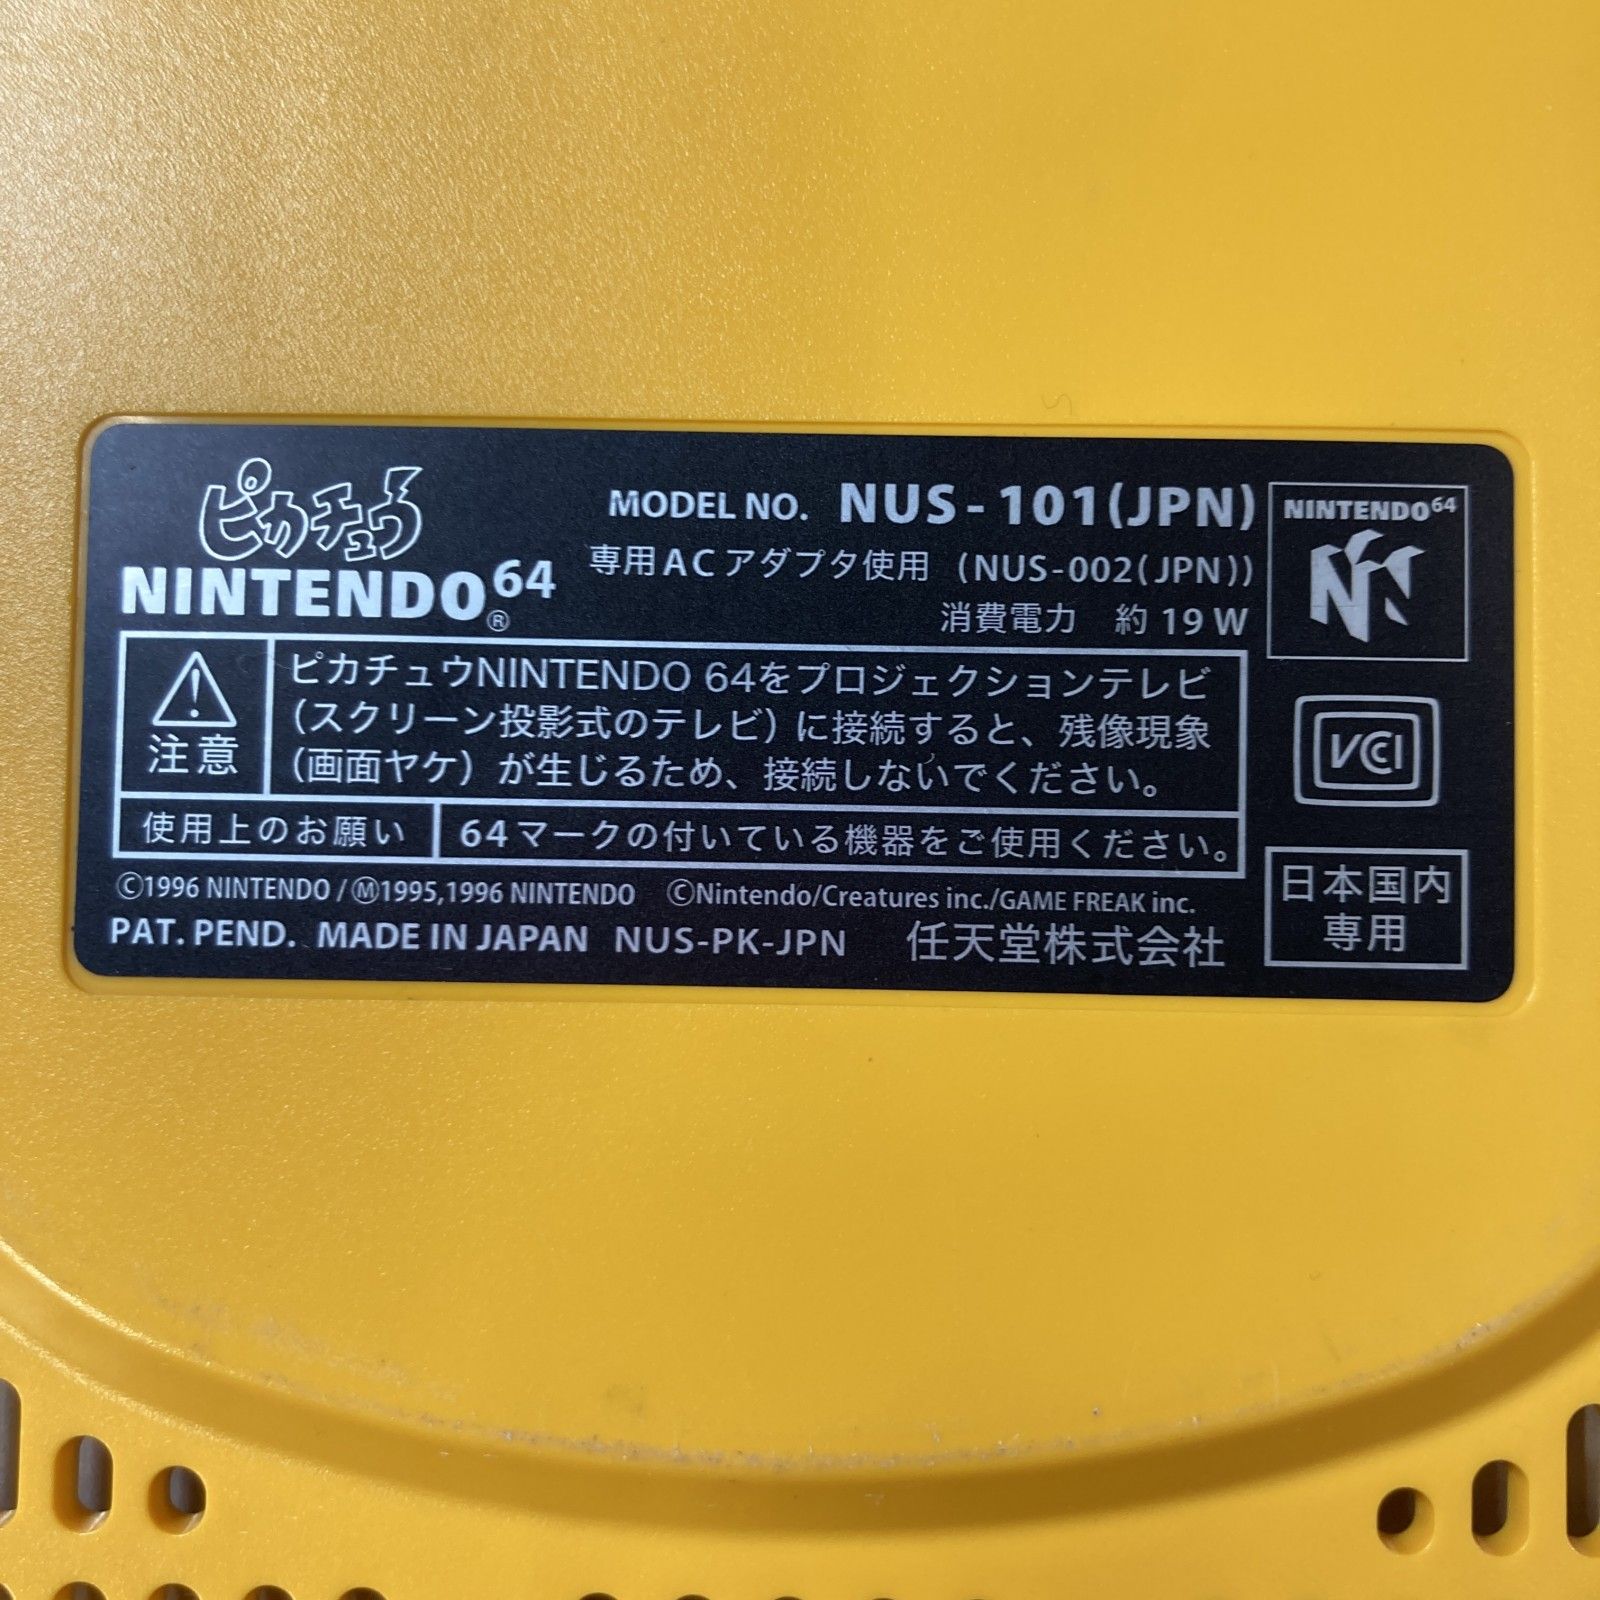 ピカチュウ
NINTENDO64®
MODEL NO. NUS-101(JPN)
専用ACアダプタ使用 (NUS-002(JPN))
消費電力 約19W
NINTENDO64
注意
ピカチュウNINTENDO 64をプロジェクションテレビ
(スクリーン投影式のテレビ)に接続すると、残像現象
(画面ヤケ)が生じるため、接続しないでください。
VCCI
使用上のお願い
64マークの付いている機器をご使用ください。
©1996 NINTENDO/Ⓜ1995,1996 NINTENDO ©Nintendo/Creatures inc./GAME FREAK inc.
PAT. PEND. MADE IN JAPAN NUS-PK-JPN 任天堂株式会社
日本国内
専用